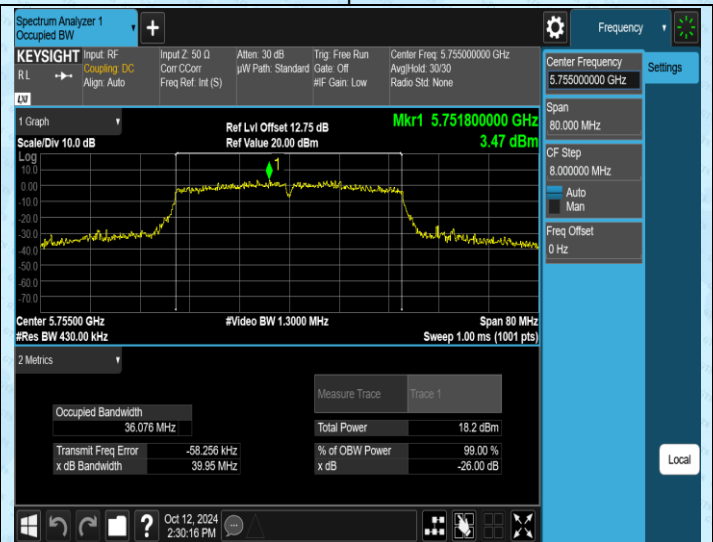 Spectrum Analyzer 1
Occupied BW
+
Frequency
KEYSIGHT
RL
Input: RF
Coupling: DC
Align: Auto
Input Z: 50 Ω
Corr CCorr
Freq Ref: Int (S)
Atten: 30 dB
µW Path: Standard
Trig: Free Run
Gate: Off
#IF Gain: Low
Center Freq: 5.755000000 GHz
Avg|Hold: 30/30
Radio Std: None
LXI
Center Frequency
5.755000000 GHz
Settings
Span
80.000 MHz
CF Step
8.000000 MHz
Auto
Man
Freq Offset
0 Hz
Local
1 Graph
Ref Lvl Offset 12.75 dB
Mkr1 5.751800000 GHz
Scale/Div 10.0 dB
Ref Value 20.00 dBm
3.47 dBm
Log
10.0
0.00
-10.0
-20.0
-30.0
-40.0
-50.0
-60.0
-70.0
1
Center 5.75500 GHz
#Video BW 1.3000 MHz
Span 80 MHz
#Res BW 430.00 kHz
Sweep 1.00 ms (1001 pts)
2 Metrics
Measure Trace
Trace 1
Occupied Bandwidth
36.076 MHz
Total Power
18.2 dBm
Transmit Freq Error
-58.256 kHz
% of OBW Power
99.00 %
x dB Bandwidth
39.95 MHz
x dB
-26.00 dB
?
Oct 12, 2024
2:30:16 PM